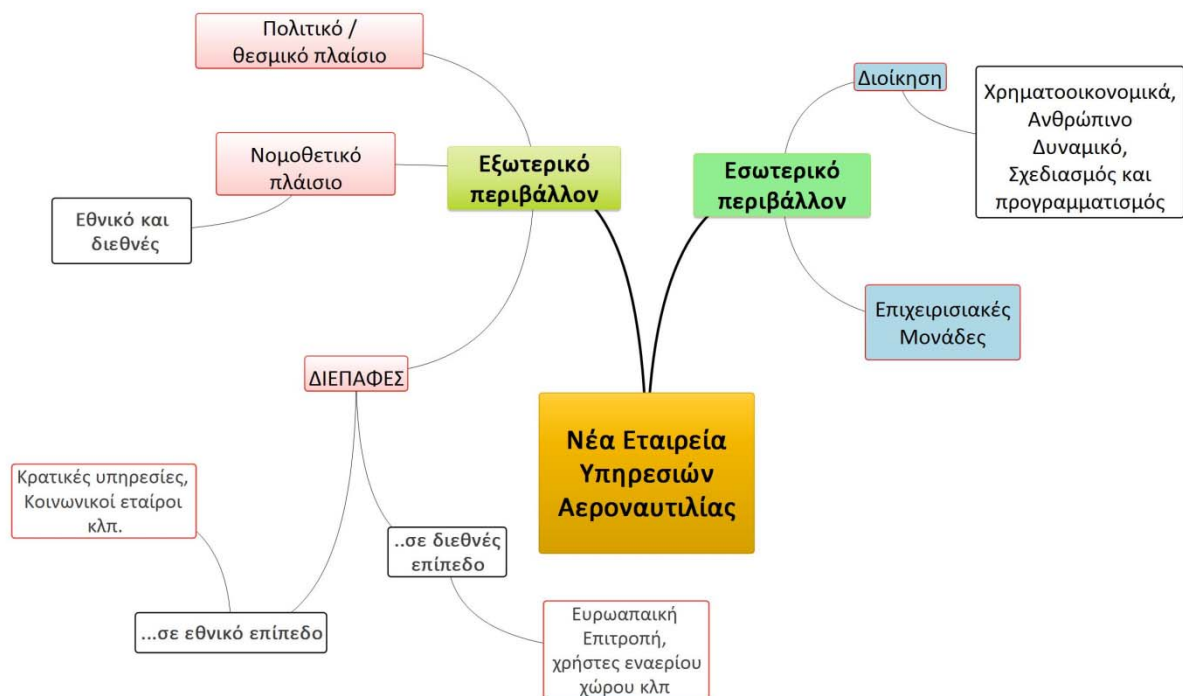 Πολιτικό /
θεσμικό πλαίσιο
Νομοθετικό
πλάισιο
Εθνικό και
διεθνές
Εξωτερικό
περιβάλλον
Εσωτερικό
περιβάλλον
Διοίκηση
Χρηματοοικονομικά,
Ανθρώπινο
Δυναμικό,
Σχεδιασμός και
προγραμματισμός
Επιχειρισιακές
Μονάδες
ΔΙΕΠΑΦΕΣ
Νέα Εταιρεία
Υπηρεσιών
Αεροναυτιλίας
Κρατικές υπηρεσίες,
Κοινωνικοί εταίροι
κλπ.
..σε διεθνές
επίπεδο
...σε εθνικό επίπεδο
Ευρωαπαική
Επιτροπή,
χρήστες εναερίου
χώρου κλπ